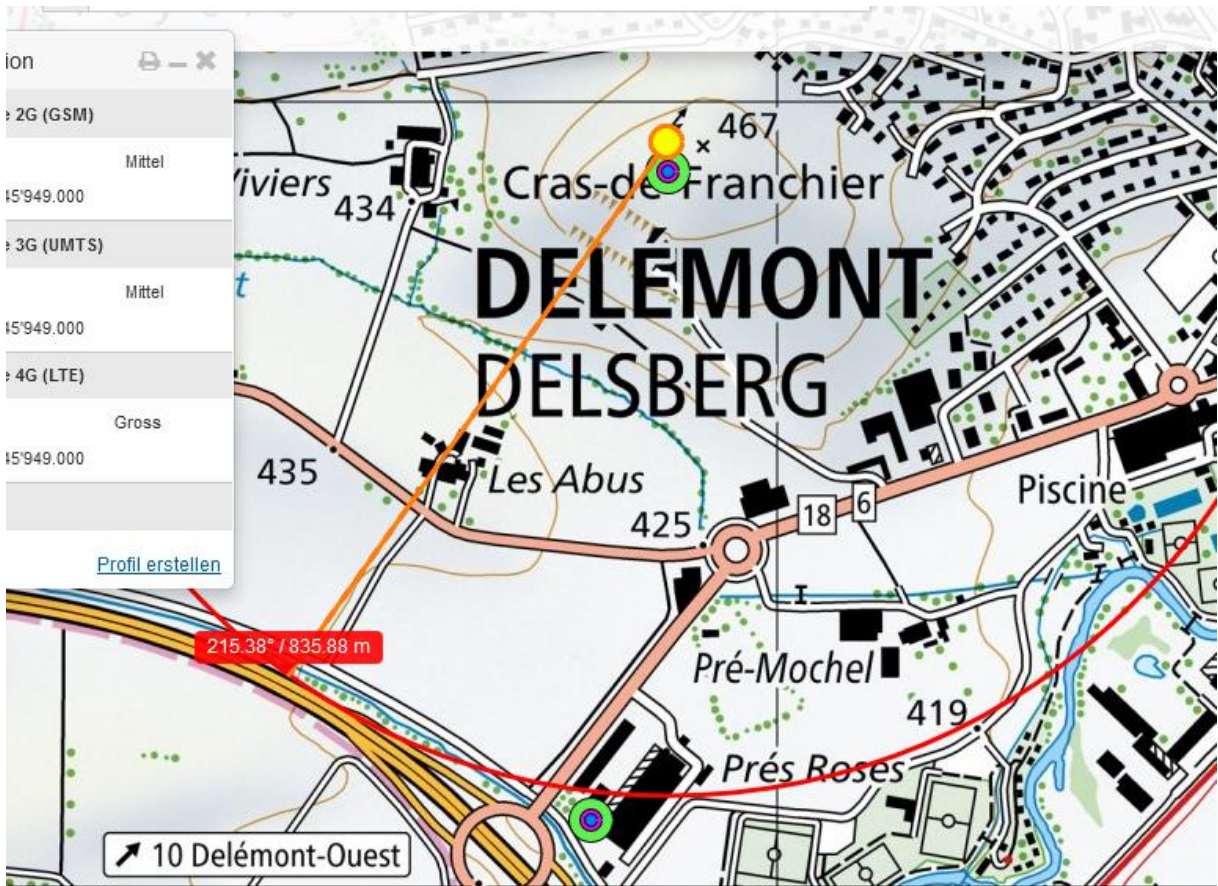 ion
e 2G (GSM)
Mittel
45'949.000
e 3G (UMTS)
Mittel
45'949.000
e 4G (LTE)
Gross
45'949.000
Profil erstellen
467
Viviers
434
Cras-de-Franchier
DELÉMONT
DELSBERG
t
435
Les Abus
425
18
6
Piscine
215.38° / 835.88 m
Pré-Mochel
419
Prés Roses
10 Delémont-Ouest